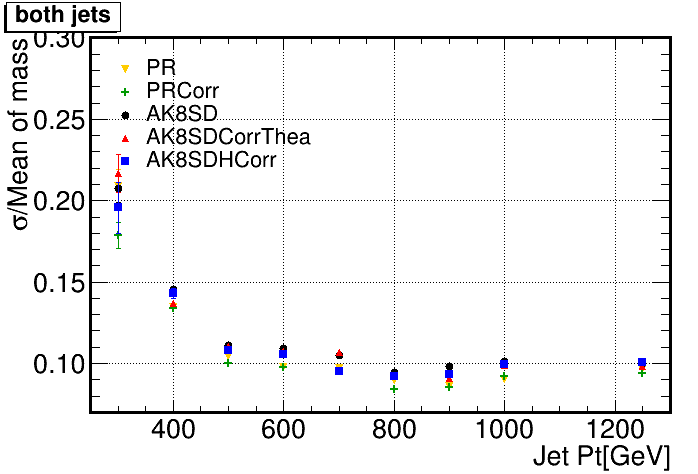 both jets
σ/Mean of mass
0.30
0.25
0.20
0.15
0.10
PR
PRCorr
AK8SD
AK8SDCorrThea
AK8SDHCorr
400
600
800
1000
1200
Jet Pt[GeV]